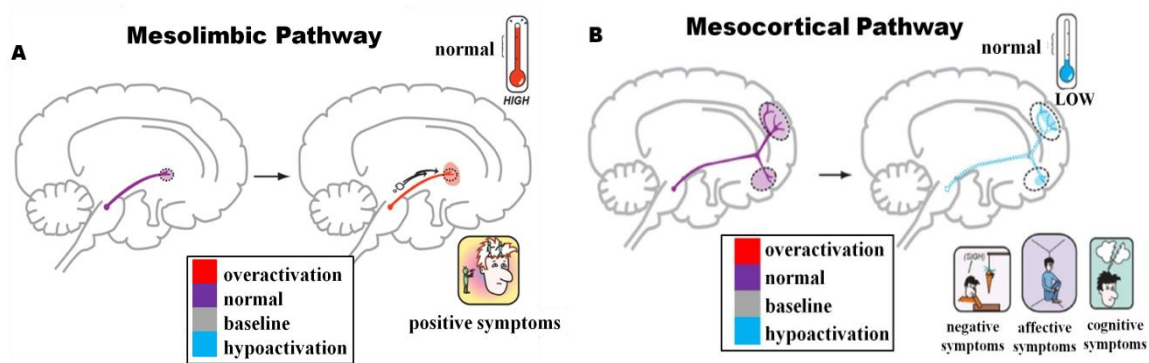 A
Mesolimbic Pathway
normal
HIGH
overactivation
normal
baseline
hypoactivation
positive symptoms
B
Mesocortical Pathway
normal
LOW
overactivation
normal
baseline
hypoactivation
(SIGH)
negative
symptoms
affective
symptoms
cognitive
symptoms